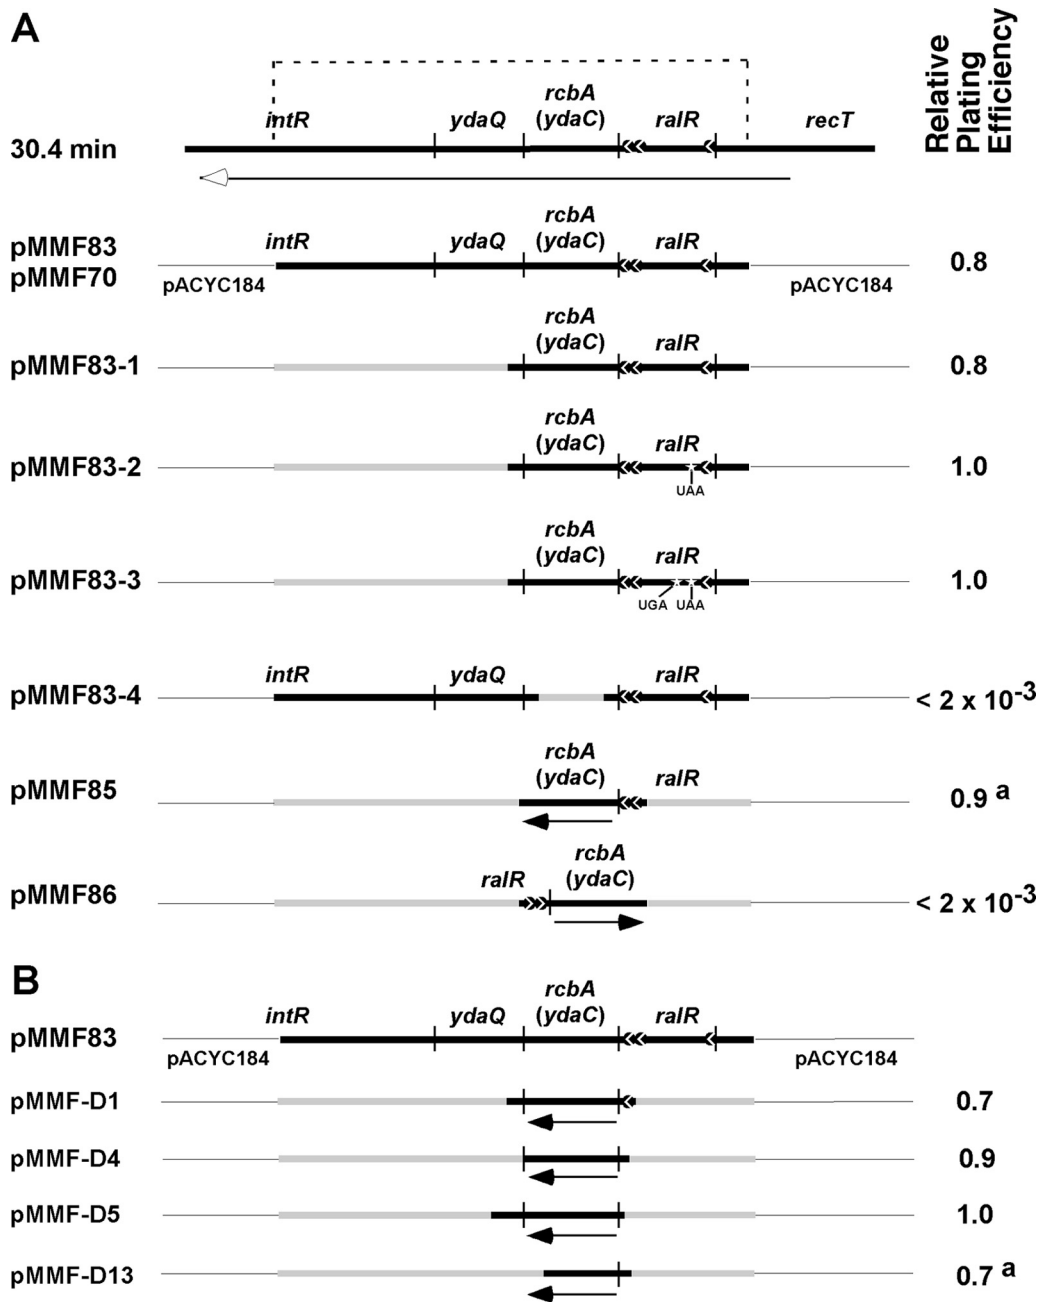 A
Relative
Plating
Efficiency
rcbA
intR ydaQ (ydaC) ralR recT
30.4 min
rcbA
pMMF83 intR ydaQ (ydaC) ralR
pMMF70 0.8
pACYC184 pACYC184
rcbA
(ydaC) ralR
pMMF83-1 0.8
rcbA
(ydaC) ralR
pMMF83-2 1.0
UAA
rcbA
(ydaC) ralR
pMMF83-3 1.0
UGA UAA
intR ydaQ ralR
pMMF83-4 < 2 x 10-3
rcbA
pMMF85 (ydaC) ralR 0.9 a
rcbA
pMMF86 ralR (ydaC) < 2 x 10-3
B
rcbA
intR ydaQ (ydaC) ralR
pMMF83
pACYC184 pACYC184
pMMF-D1 0.7
pMMF-D4 0.9
pMMF-D5 1.0
pMMF-D13 0.7 a